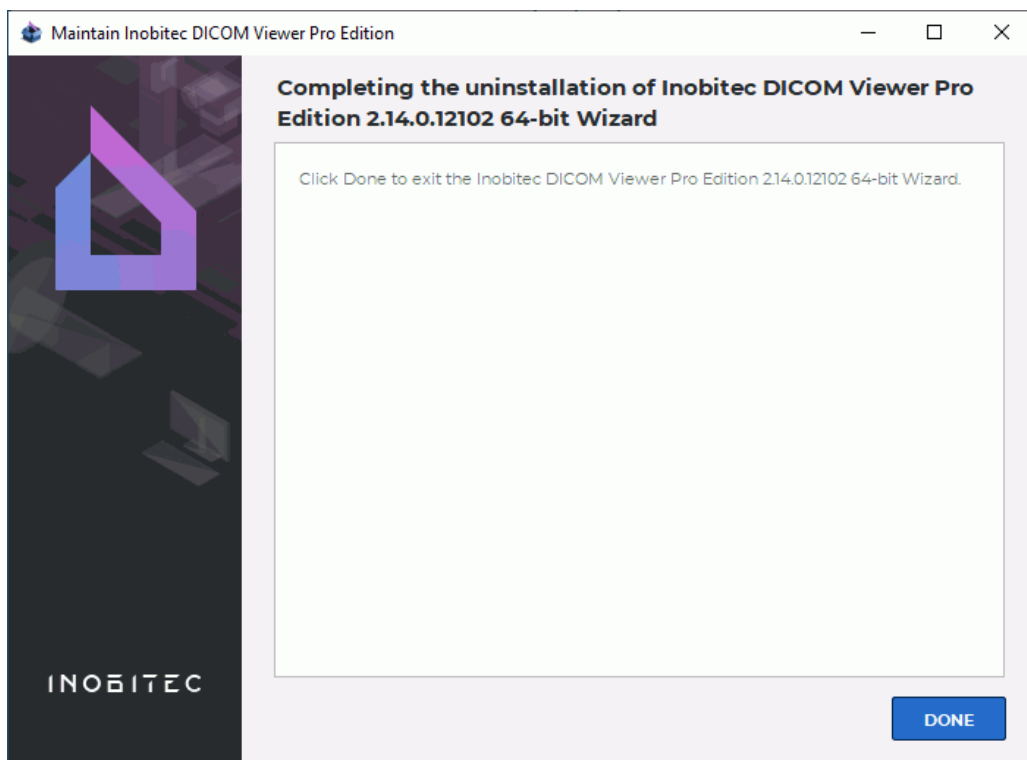 Maintain Inobitec DICOM Viewer Pro Edition
Completing the uninstallation of Inobitec DICOM Viewer Pro
Edition 2.14.0.12102 64-bit Wizard
Click Done to exit the Inobitec DICOM Viewer Pro Edition 2.14.0.12102 64-bit Wizard.
INOBITEC
DONE